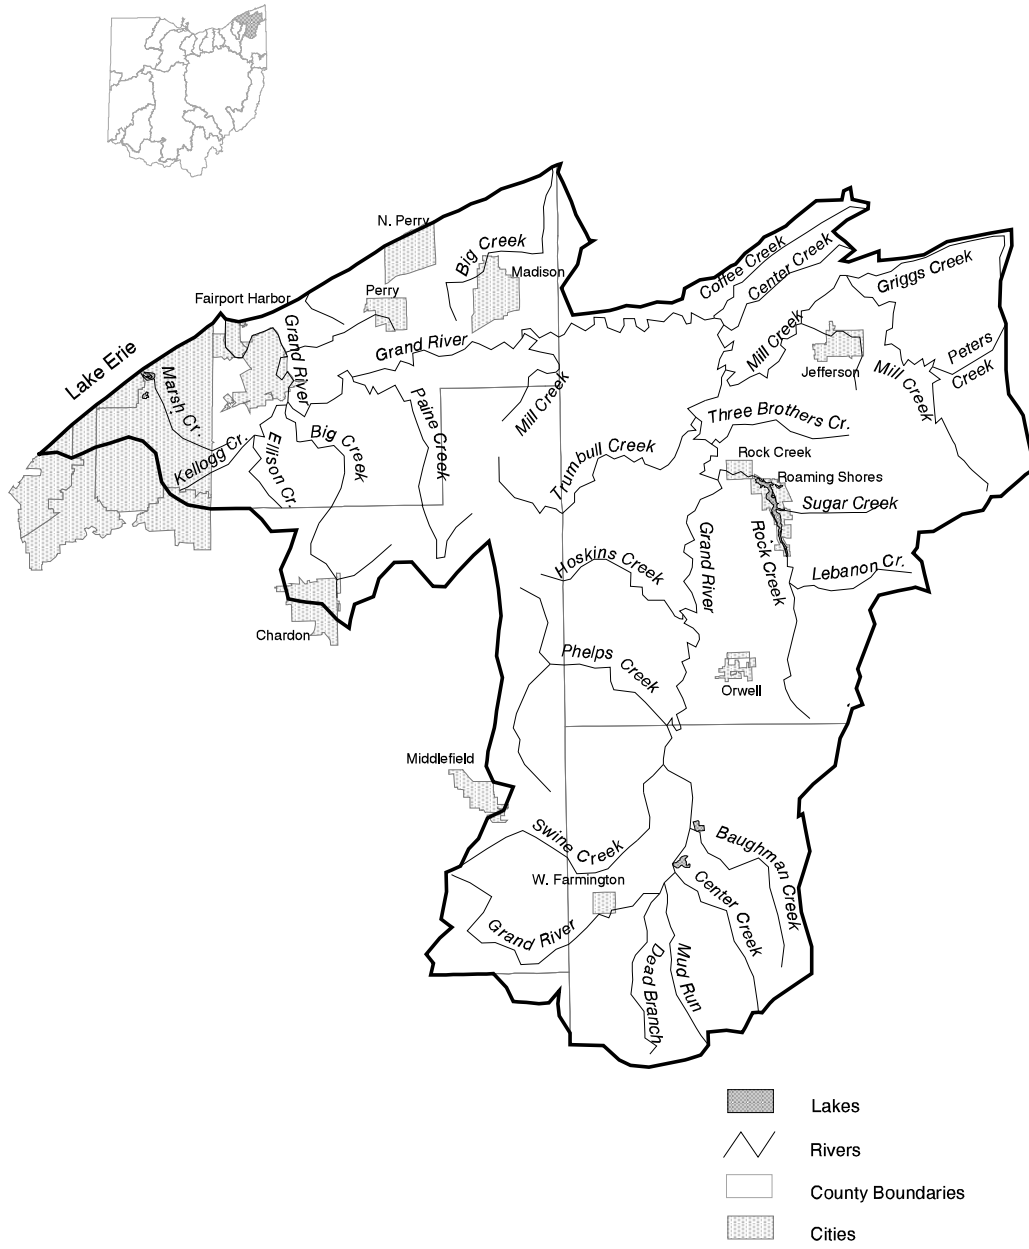 N. Perry
Big Creek
Madison
Coffee Creek
Center Creek
Griggs Creek
Fairport Harbor
Perry
Grand River
Grand River
Mill Creek
Jefferson
Peters
Creek
Mill Creek
Lake Erie
Marsh Cr.
Kellogg Cr.
Ellison Cr.
Big Creek
Paine Creek
Mill Creek
Three Brothers Cr.
Trumbull Creek
Rock Creek
Roaming Shores
Sugar Creek
Rock Creek
Grand River
Hoskins Creek
Lebanon Cr.
Chardon
Phelps Creek
Orwell
Middlefield
Swine Creek
Baughman Creek
W. Farmington
Center Creek
Grand River
Dead Branch
Mud Run
Lakes
Rivers
County Boundaries
Cities